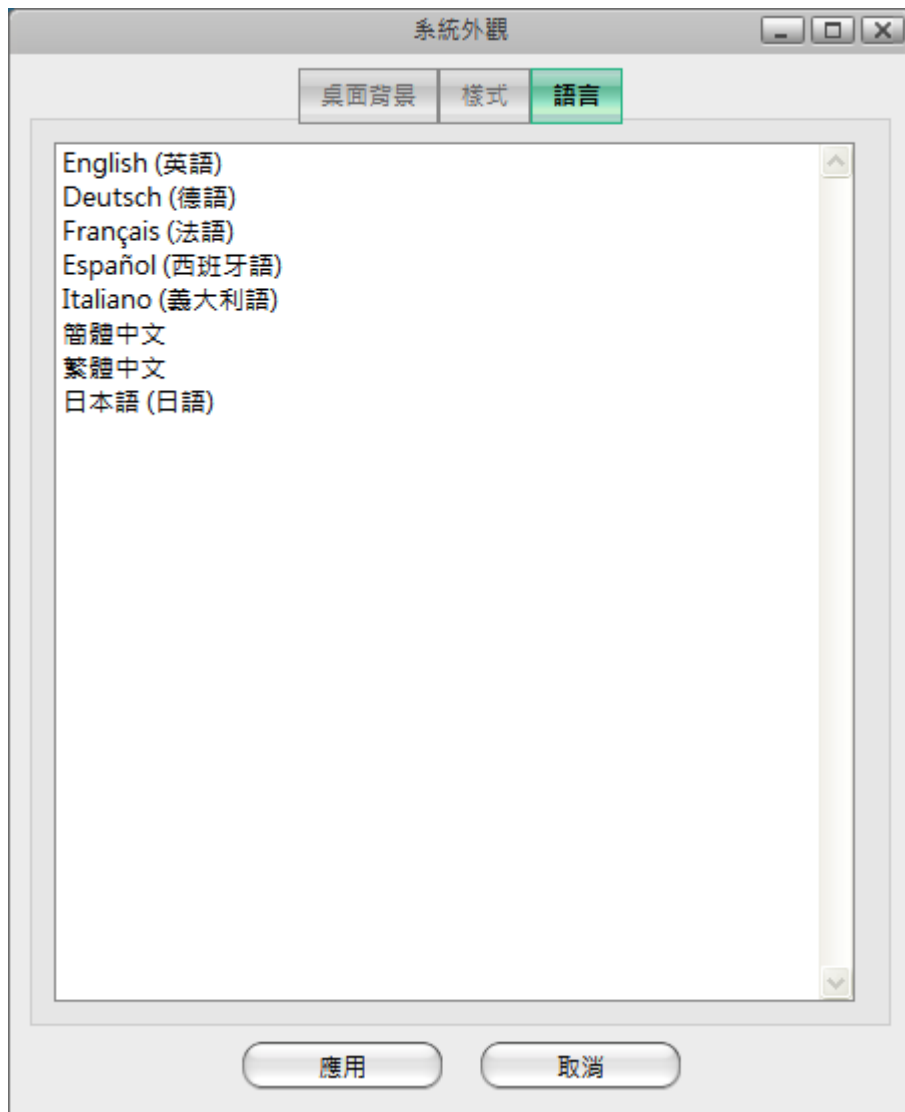 系統外觀
桌面背景 樣式 語言
English (英語)
Deutsch (德語)
Français (法語)
Español (西班牙語)
Italiano (義大利語)
簡體中文
繁體中文
日本語 (日語)
應用 取消